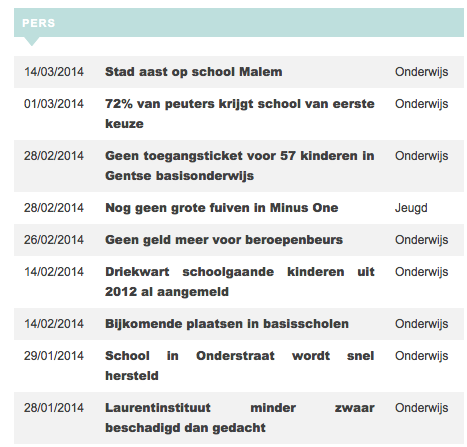 PERS
14/03/2014 Stad aast op school Malem Onderwijs
01/03/2014 72% van peuters krijgt school van eerste Onderwijs
keuze
28/02/2014 Geen toegangsticket voor 57 kinderen in Onderwijs
Gentse basisonderwijs
28/02/2014 Nog geen grote fuiven in Minus One Jeugd
26/02/2014 Geen geld meer voor beroepenbeurs Onderwijs
14/02/2014 Driekwart schoolgaande kinderen uit Onderwijs
2012 al aangemeld
14/02/2014 Bijkomende plaatsen in basisscholen Onderwijs
29/01/2014 School in Onderstraat wordt snel Onderwijs
hersteld
28/01/2014 Laurentinstituut minder zwaar Onderwijs
beschadigd dan gedacht